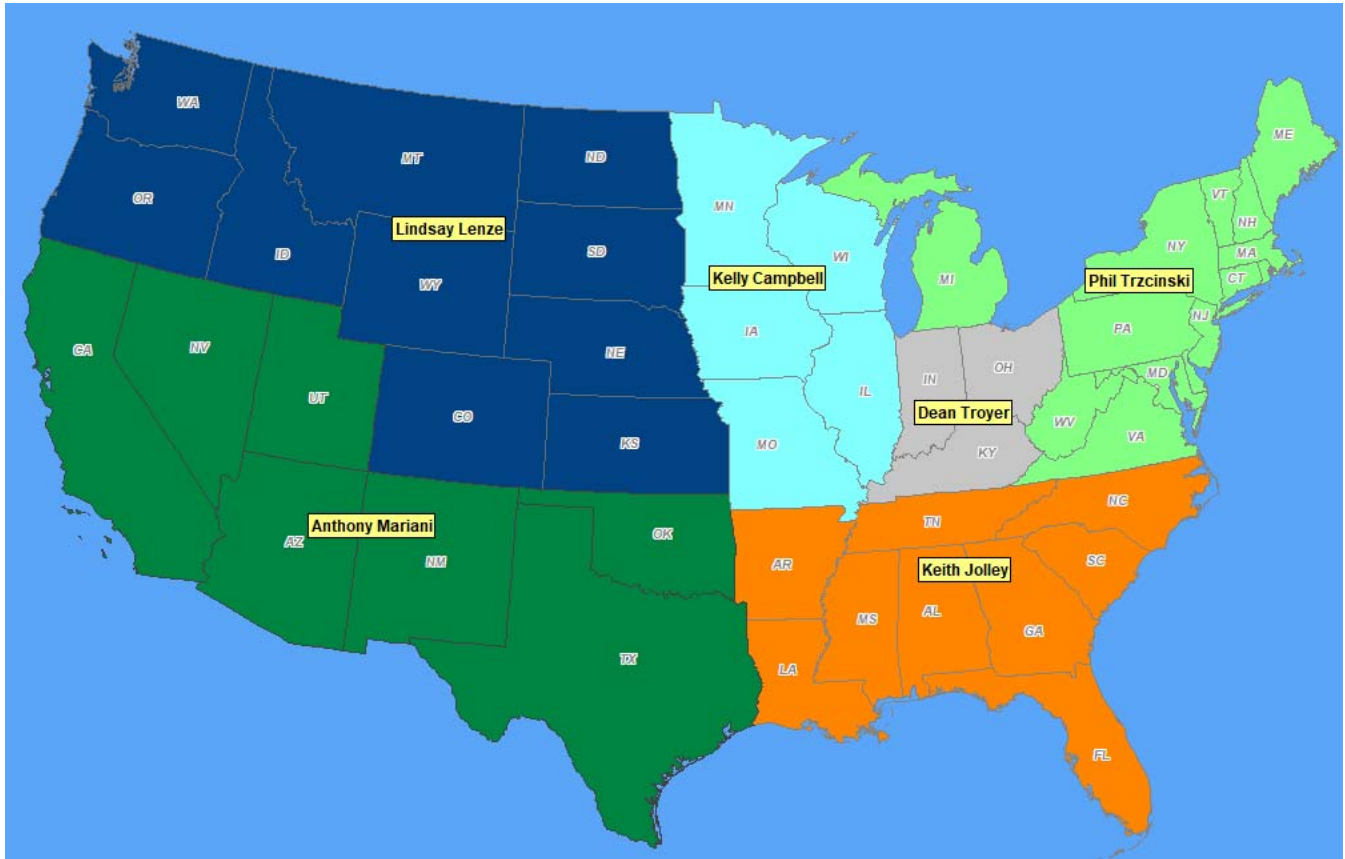 WA
ME
MT
ND
OR
VT
MN
NH
Lindsay Lenze
NY
MA
ID
SD
WI
Kelly Campbell
MI
CT
Phil Trzcinski
WY
NJ
IA
PA
CA
NV
NE
OH
MD
IN
UT
IL
Dean Troyer
CO
WV
KS
MO
VA
KY
NC
TN
Anthony Mariani
OK
AZ
NM
AR
SC
Keith Jolley
MS
AL
GA
TX
LA
FL